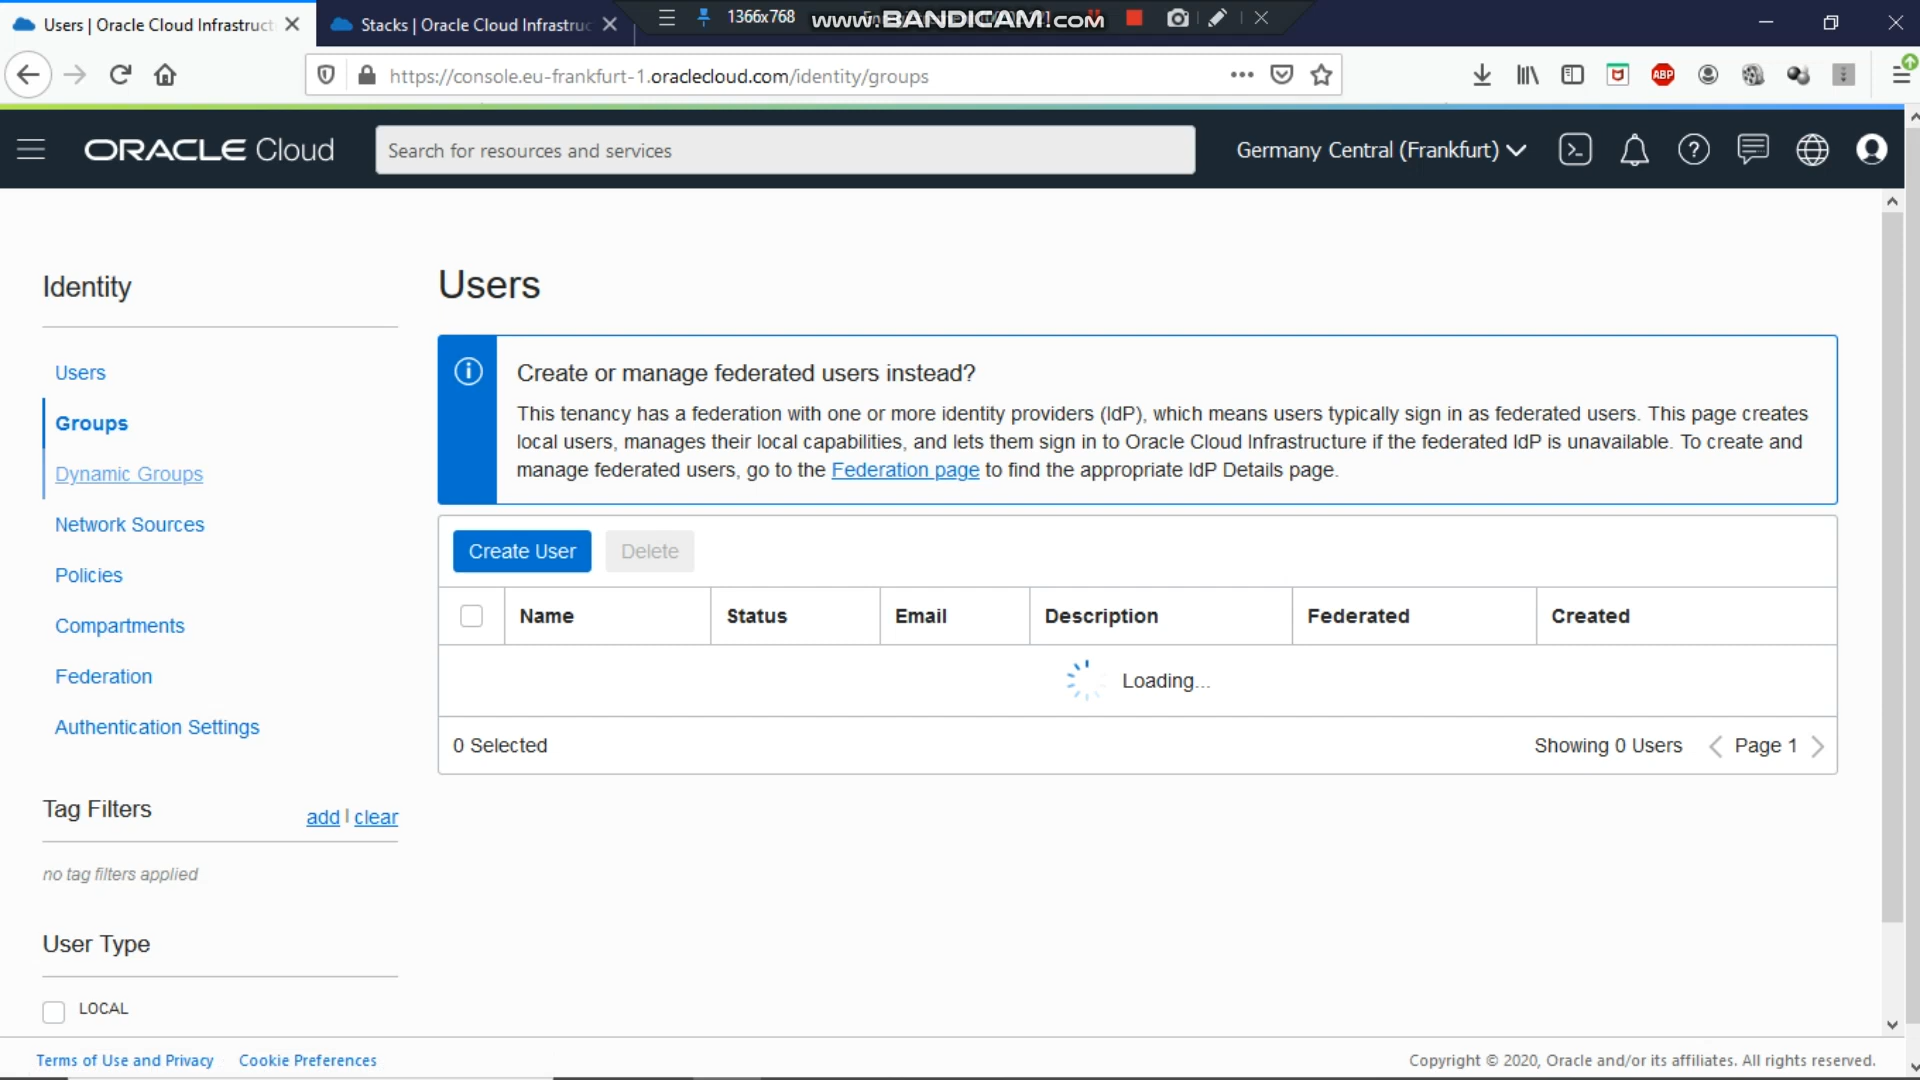 Users | Oracle Cloud Infrastruct
Stacks | Oracle Cloud Infrastruc
1366x768
www.BANDICAM.com
https://console.eu-frankfurt-1.oraclecloud.com/identity/groups
ABP
ORACLE Cloud
Search for resources and services
Germany Central (Frankfurt)
Identity
Users
Groups
Dynamic Groups
Network Sources
Policies
Compartments
Federation
Authentication Settings
Tag Filters
add | clear
no tag filters applied
User Type
LOCAL
Users
Create or manage federated users instead?
This tenancy has a federation with one or more identity providers (IdP), which means users typically sign in as federated users. This page creates
local users, manages their local capabilities, and lets them sign in to Oracle Cloud Infrastructure if the federated IdP is unavailable. To create and
manage federated users, go to the Federation page to find the appropriate IdP Details page.
Create User Delete
Name Status Email Description Federated Created
Loading...
0 Selected Showing 0 Users Page 1
Terms of Use and Privacy Cookie Preferences
Copyright © 2020, Oracle and/or its affiliates. All rights reserved.